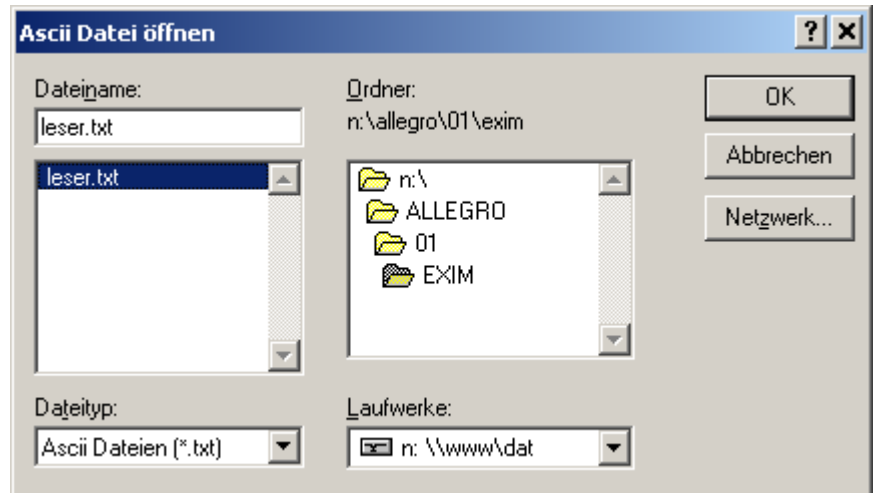 Ascii Datei öffnen
Dateiname:
leser.txt
leser.txt
Dateityp:
Ascii Dateien (*.txt)
Ordner:
n:\allegro\01\exim
n:\
ALLEGRO
01
EXIM
Laufwerke:
n: \\www\dat
OK
Abbrechen
Netzwerk...